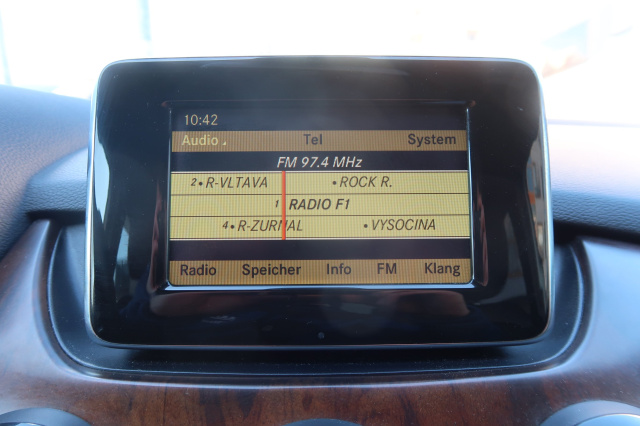 10:42
Audio Tel System
FM 97.4 MHz
2•R-VLTAVA •ROCK R.
1 RADIO F1
4•R-ZURNAL •VYSOCINA
Radio Speicher Info FM Klang